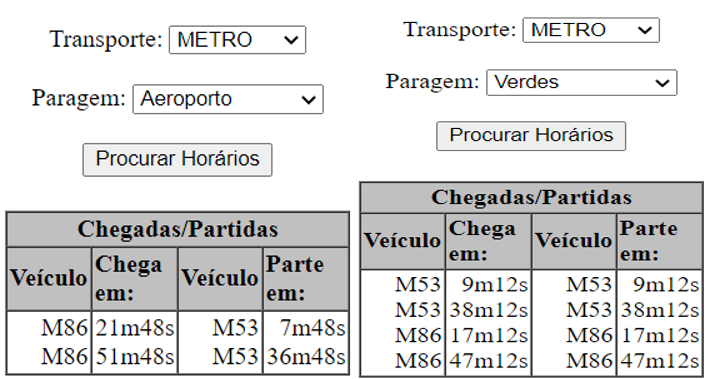 Transporte: METRO
Paragem: Aeroporto
Procurar Horários
Chegadas/Partidas
Veículo Chega em: Veículo Parte em:
M86 21m48s M53 7m48s
M86 51m48s M53 36m48s
Transporte: METRO
Paragem: Verdes
Procurar Horários
Chegadas/Partidas
Veículo Chega em: Veículo Parte em:
M53 9m12s M53 9m12s
M53 38m12s M53 38m12s
M86 17m12s M86 17m12s
M86 47m12s M86 47m12s